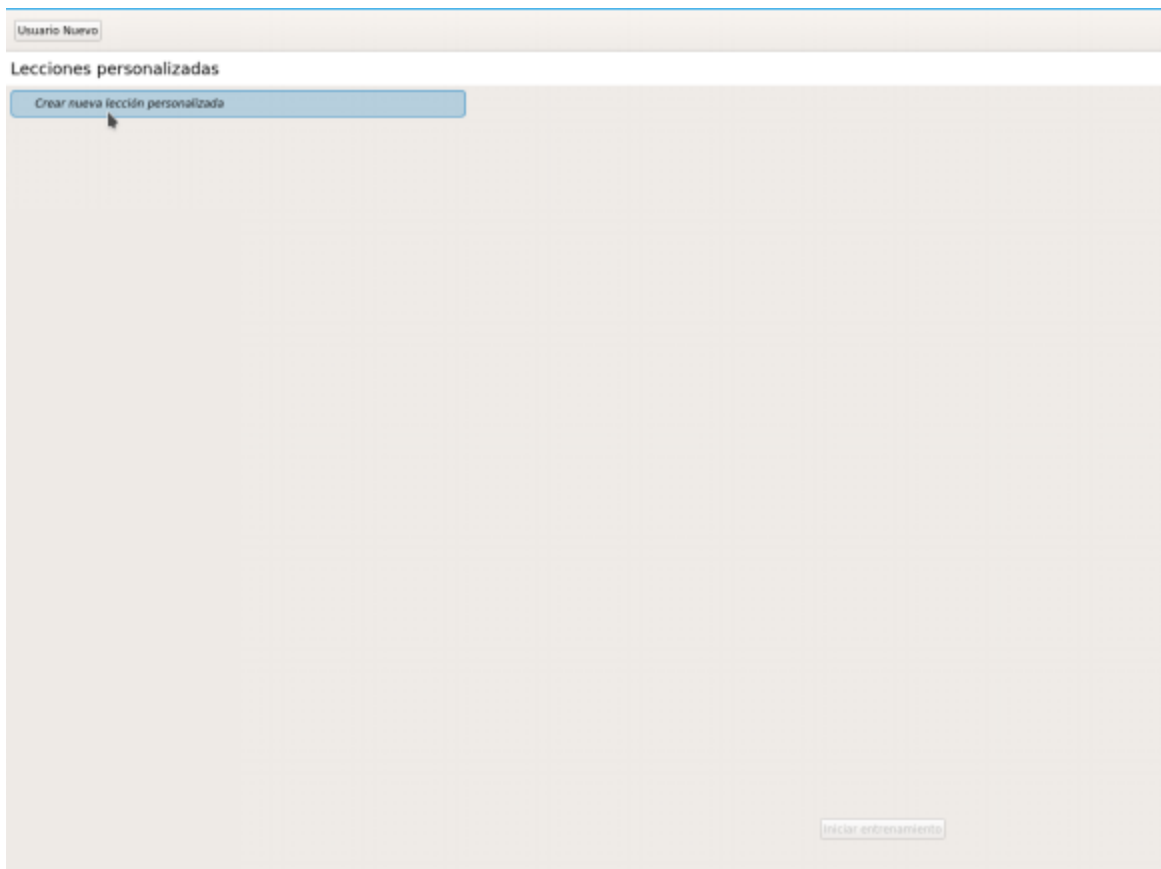 Usuario Nuevo
Lecciones personalizadas
Crear nueva lección personalizada
Iniciar entrenamiento